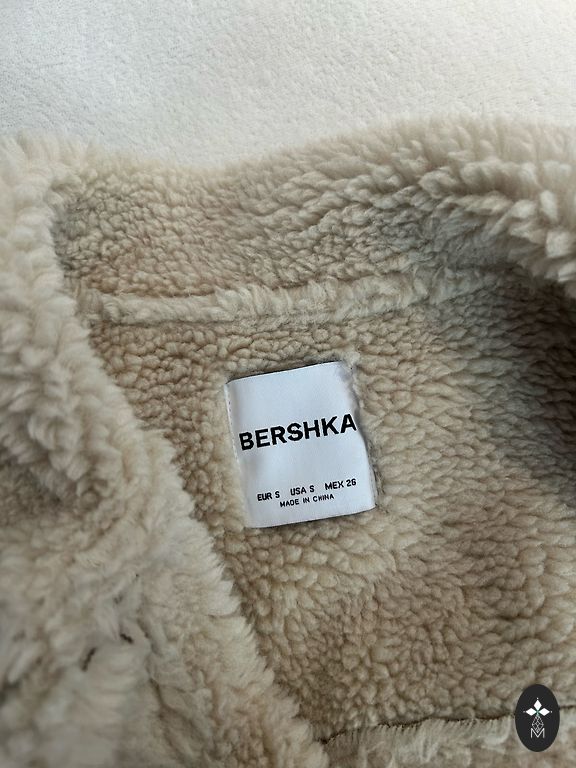 BERSHKA
EUR S USA S MEX 26
MADE IN CHINA